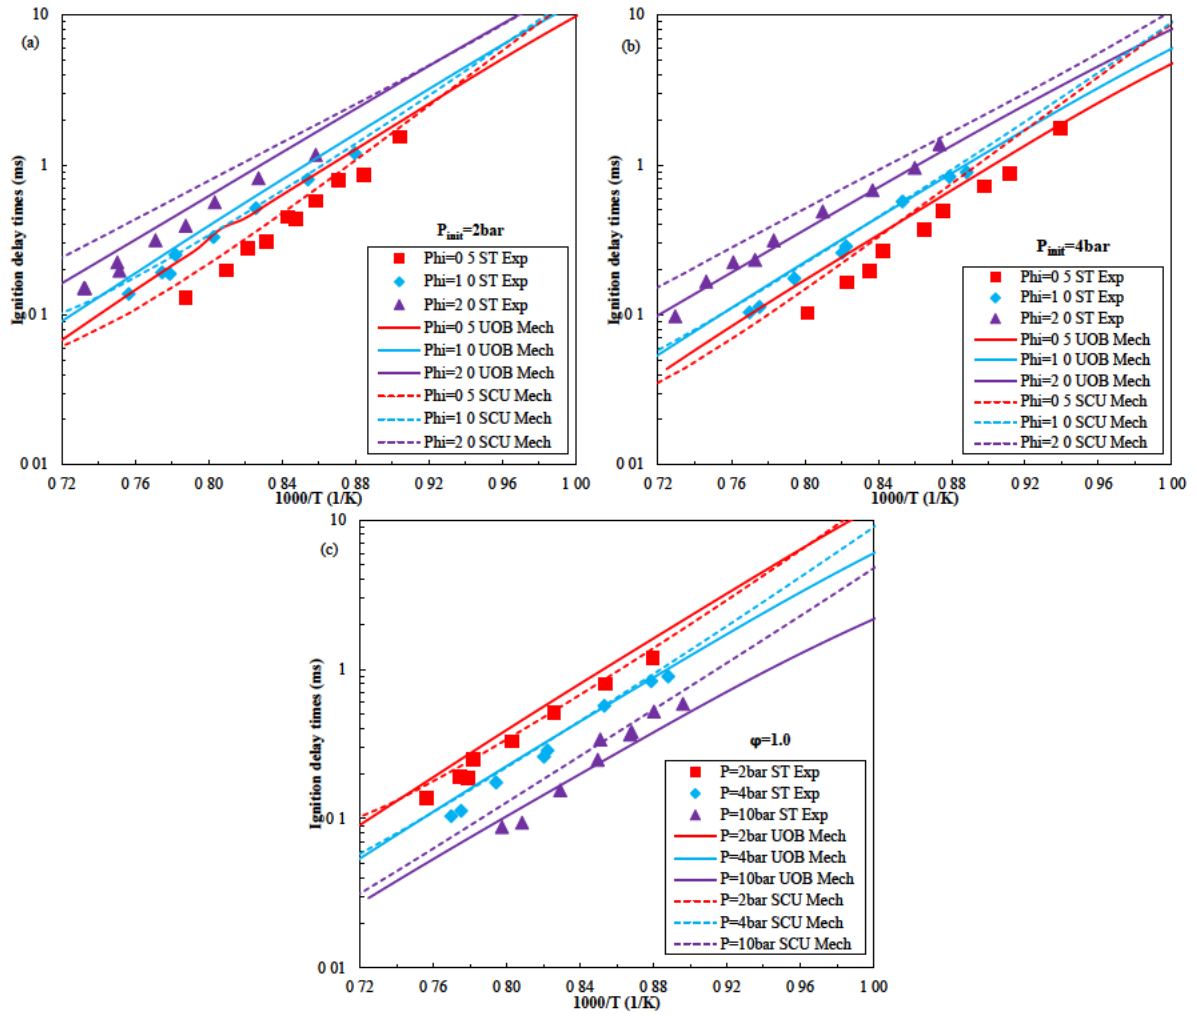 (a)
10
1
0 1
0 01
Ignition delay times (ms)
P_init=2bar
Phi=0 5 ST Exp
Phi=1 0 ST Exp
Phi=2 0 ST Exp
Phi=0 5 UOB Mech
Phi=1 0 UOB Mech
Phi=2 0 UOB Mech
Phi=0 5 SCU Mech
Phi=1 0 SCU Mech
Phi=2 0 SCU Mech
0 72 0 76 0 80 0 84 0 88 0 92 0 96 1 00
1000/T (1/K)
(b)
10
1
0 1
0 01
Ignition delay times (ms)
P_init=4bar
Phi=0 5 ST Exp
Phi=1 0 ST Exp
Phi=2 0 ST Exp
Phi=0 5 UOB Mech
Phi=1 0 UOB Mech
Phi=2 0 UOB Mech
Phi=0 5 SCU Mech
Phi=1 0 SCU Mech
Phi=2 0 SCU Mech
0 72 0 76 0 80 0 84 0 88 0 92 0 96 1 00
1000/T (1/K)
(c)
10
1
0 1
0 01
Ignition delay times (ms)
φ=1.0
P=2bar ST Exp
P=4bar ST Exp
P=10bar ST Exp
P=2bar UOB Mech
P=4bar UOB Mech
P=10bar UOB Mech
P=2bar SCU Mech
P=4bar SCU Mech
P=10bar SCU Mech
0 72 0 76 0 80 0 84 0 88 0 92 0 96 1 00
1000/T (1/K)